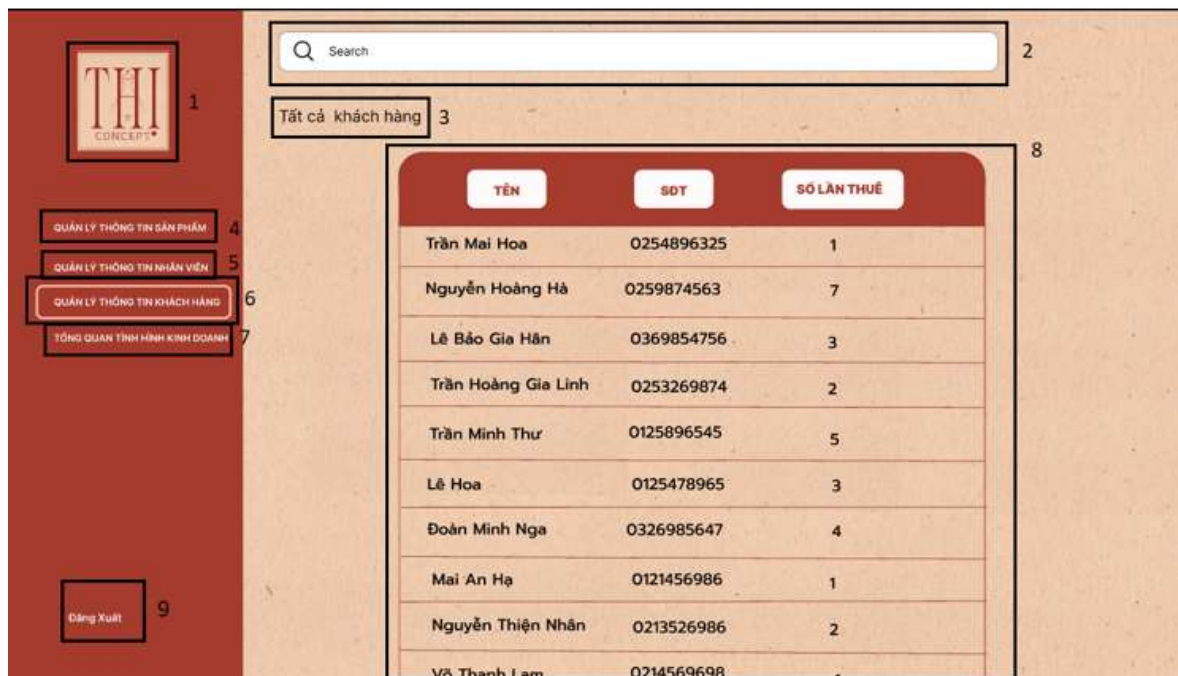 THI
CONCEPT
1
Search
2
Tất cả khách hàng
3
8
QUẢN LÝ THÔNG TIN SẢN PHẨM
4
QUẢN LÝ THÔNG TIN NHÂN VIÊN
5
QUẢN LÝ THÔNG TIN KHÁCH HÀNG
6
TỔNG QUAN TÌNH HÌNH KINH DOANH
7
Đăng Xuất
9
TÊN SĐT SỐ LẦN THUÊ
Trần Mai Hoa 0254896325 1
Nguyễn Hoàng Hà 0259874563 7
Lê Bảo Gia Hân 0369854756 3
Trần Hoàng Gia Linh 0253269874 2
Trần Minh Thư 0125896545 5
Lê Hoa 0125478965 3
Đoàn Minh Nga 0326985647 4
Mai An Hạ 0121456986 1
Nguyễn Thiện Nhân 0213526986 2
Võ Thanh Lam 0214569698